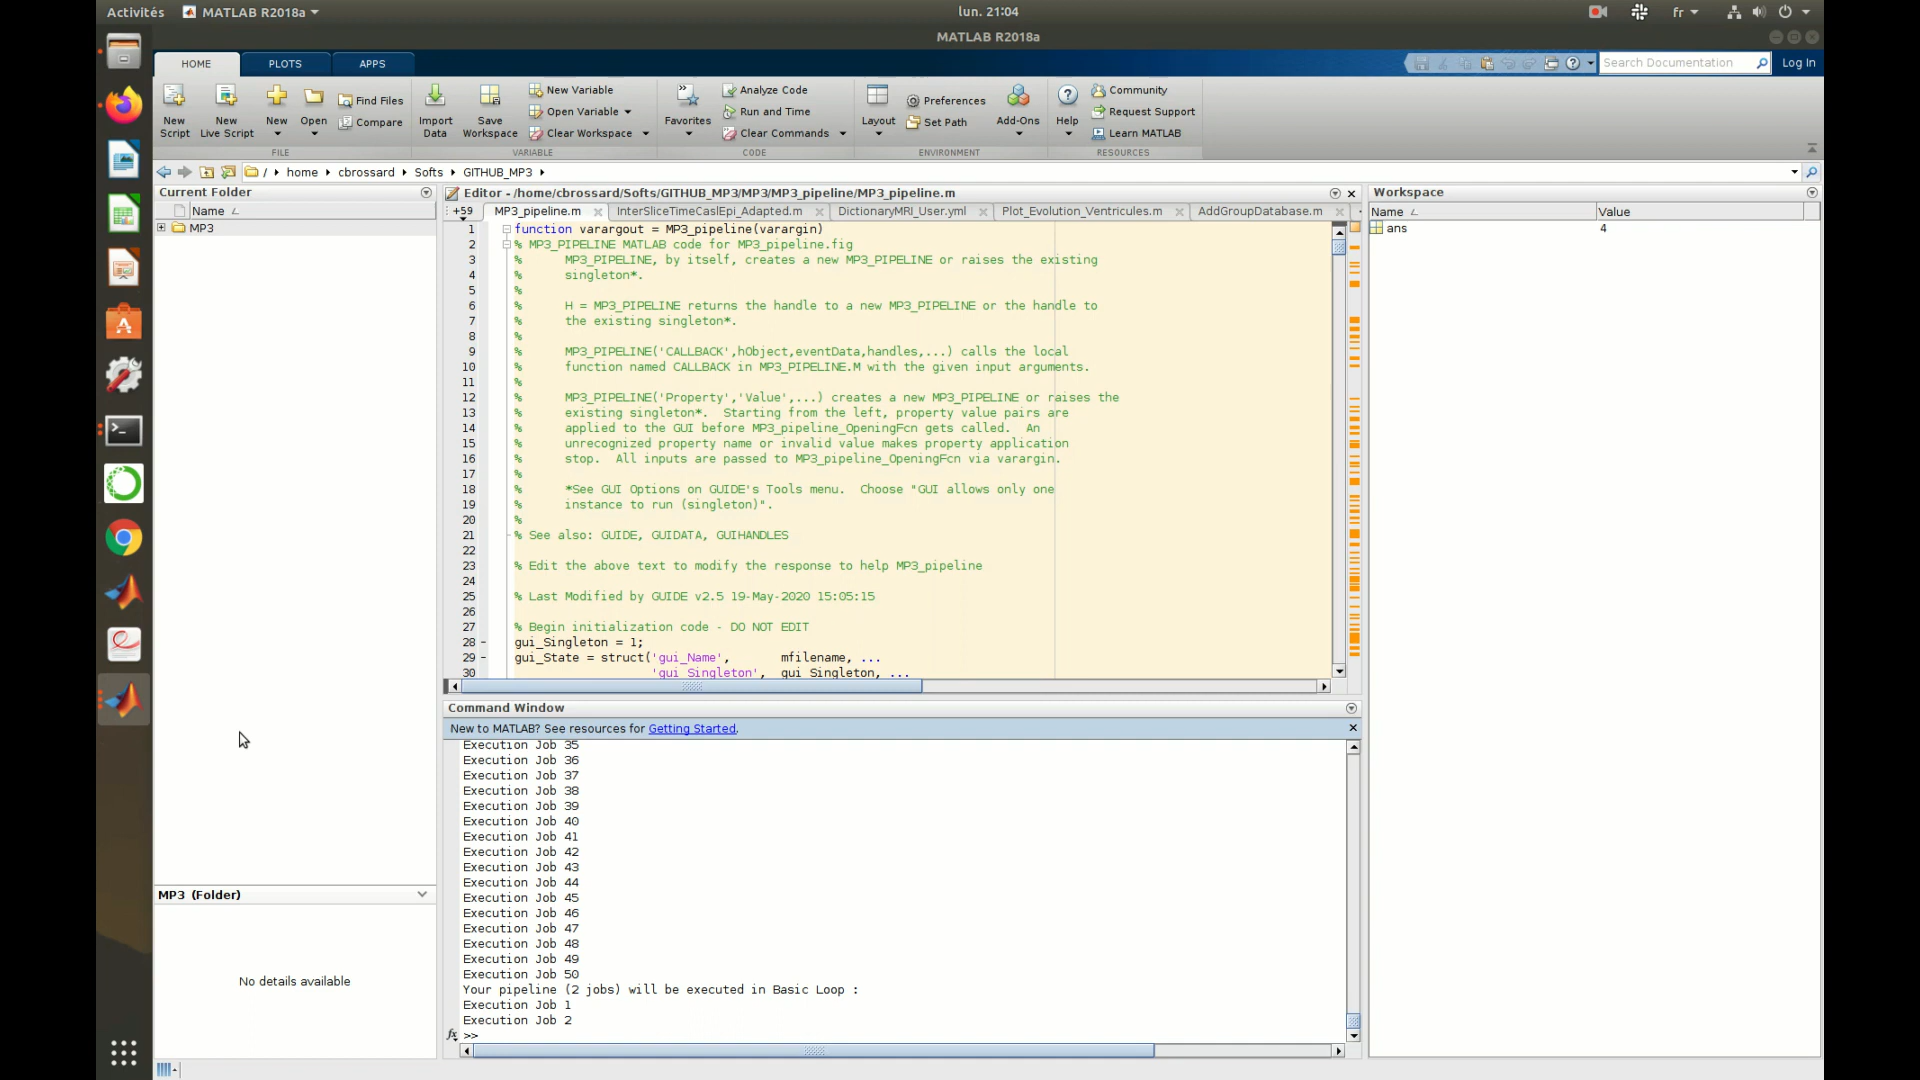 Activités MATLAB R2018a lun. 21:04 fr
MATLAB R2018a
HOME PLOTS APPS Search Documentation Log In
New Script
New Live Script
New
Open
Find Files
Compare
FILE
Import Data
Save Workspace
New Variable
Open Variable
Clear Workspace
VARIABLE
Favorites
Analyze Code
Run and Time
Clear Commands
CODE
Layout
Preferences
Set Path
Add-Ons
ENVIRONMENT
Help
Community
Request Support
Learn MATLAB
RESOURCES
/ home cbrossard Softs GITHUB_MP3
Current Folder
Name
MP3
MP3 (Folder)
No details available
Editor - /home/cbrossard/Softs/GITHUB_MP3/MP3/MP3_pipeline/MP3_pipeline.m
+59 MP3_pipeline.m InterSliceTimeCaslEpi_Adapted.m DictionaryMRI_User.yml Plot_Evolution_Ventricules.m AddGroupDatabase.m
1 function varargout = MP3_pipeline(varargin)
2 % MP3_PIPELINE MATLAB code for MP3_pipeline.fig
3 % MP3_PIPELINE, by itself, creates a new MP3_PIPELINE or raises the existing
4 % singleton*.
5 %
6 % H = MP3_PIPELINE returns the handle to a new MP3_PIPELINE or the handle to
7 % the existing singleton*.
8 %
9 % MP3_PIPELINE('CALLBACK',hObject,eventData,handles,...) calls the local
10 % function named CALLBACK in MP3_PIPELINE.M with the given input arguments.
11 %
12 % MP3_PIPELINE('Property','Value',...) creates a new MP3_PIPELINE or raises the
13 % existing singleton*. Starting from the left, property value pairs are
14 % applied to the GUI before MP3_pipeline_OpeningFcn gets called. An
15 % unrecognized property name or invalid value makes property application
16 % stop. All inputs are passed to MP3_pipeline_OpeningFcn via varargin.
17 %
18 % *See GUI Options on GUIDE's Tools menu. Choose "GUI allows only one
19 % instance to run (singleton)".
20 %
21 % See also: GUIDE, GUIDATA, GUIHANDLES
22
23 % Edit the above text to modify the response to help MP3_pipeline
24
25 % Last Modified by GUIDE v2.5 19-May-2020 15:05:15
26
27 % Begin initialization code - DO NOT EDIT
28 - gui_Singleton = 1;
29 - gui_State = struct('gui_Name', mfilename, ...
30 'gui_Singleton', gui_Singleton, ...
Command Window
New to MATLAB? See resources for Getting Started.
Execution Job 35
Execution Job 36
Execution Job 37
Execution Job 38
Execution Job 39
Execution Job 40
Execution Job 41
Execution Job 42
Execution Job 43
Execution Job 44
Execution Job 45
Execution Job 46
Execution Job 47
Execution Job 48
Execution Job 49
Execution Job 50
Your pipeline (2 jobs) will be executed in Basic Loop :
Execution Job 1
Execution Job 2
fx >>
Workspace
Name Value
ans 4